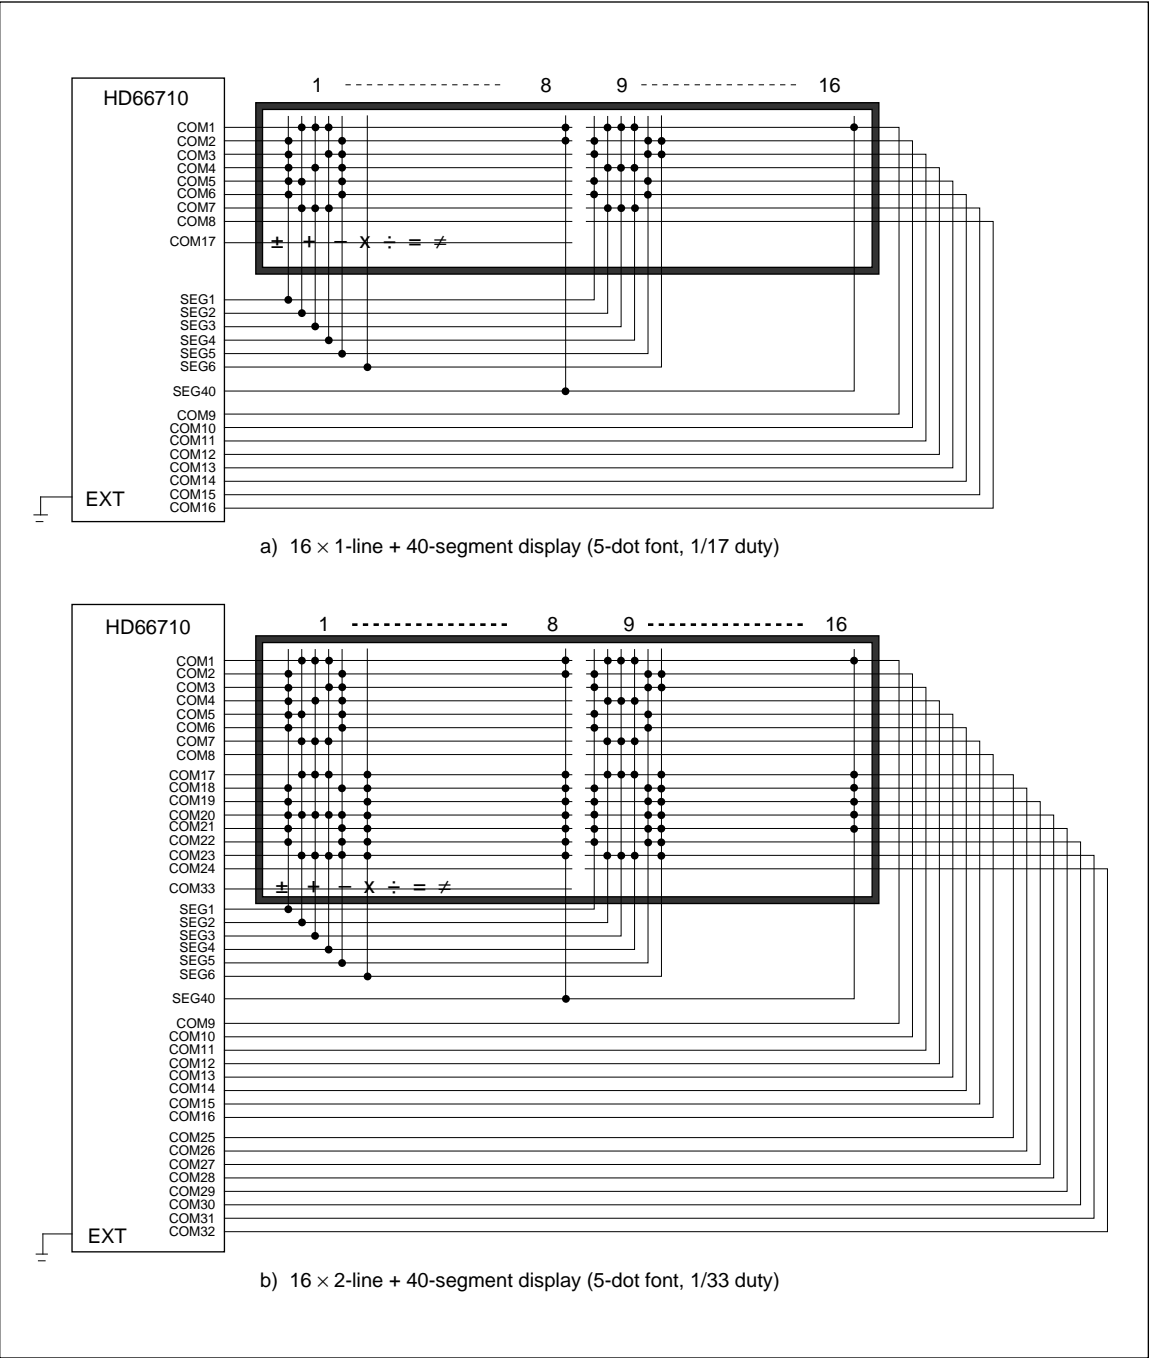 1 8 9 16
HD66710
COM1
COM2
COM3
COM4
COM5
COM6
COM7
COM8
COM17
± + − x ÷ = ≠
SEG1
SEG2
SEG3
SEG4
SEG5
SEG6
SEG40
COM9
COM10
COM11
COM12
COM13
COM14
COM15
COM16
EXT
a) 16 × 1-line + 40-segment display (5-dot font, 1/17 duty)
1 8 9 16
HD66710
COM1
COM2
COM3
COM4
COM5
COM6
COM7
COM8
COM17
COM18
COM19
COM20
COM21
COM22
COM23
COM24
COM33
± + − x ÷ = ≠
SEG1
SEG2
SEG3
SEG4
SEG5
SEG6
SEG40
COM9
COM10
COM11
COM12
COM13
COM14
COM15
COM16
COM25
COM26
COM27
COM28
COM29
COM30
COM31
COM32
EXT
b) 16 × 2-line + 40-segment display (5-dot font, 1/33 duty)